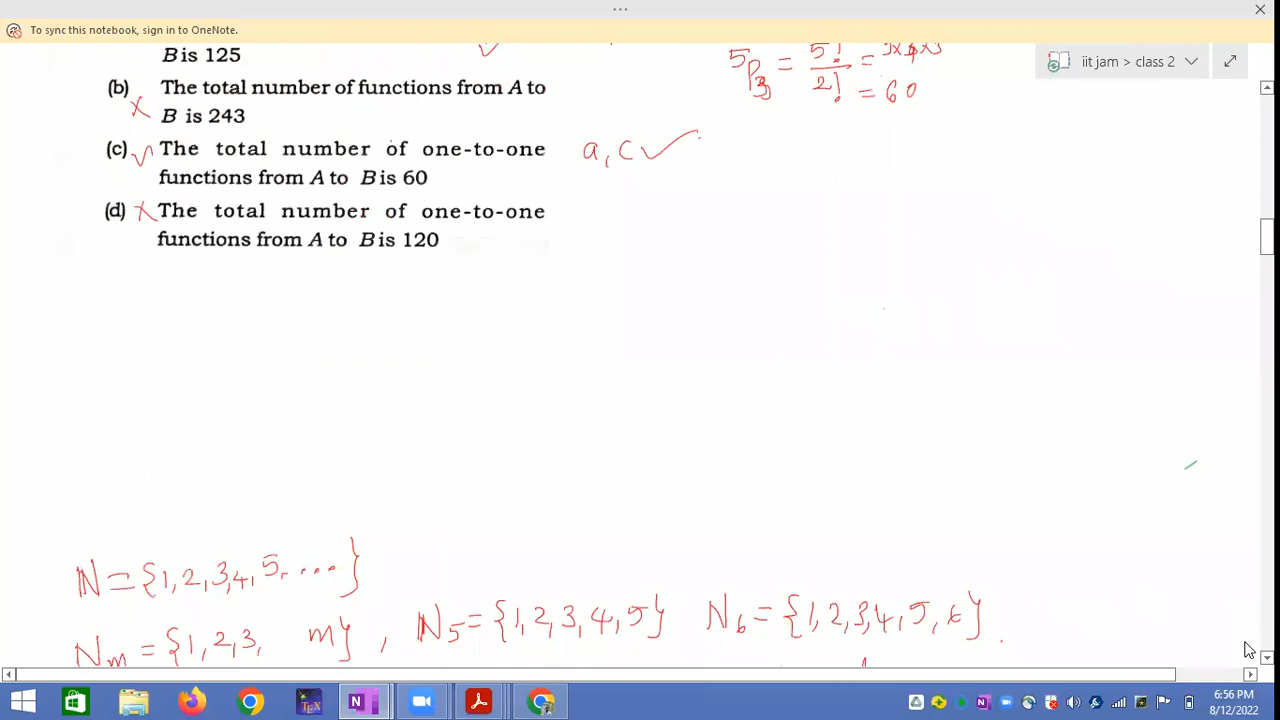 To sync this notebook, sign in to OneNote.
iit jam > class 2
B is 125
(b) The total number of functions from A to
B is 243
(c) The total number of one-to-one
functions from A to B is 60
(d) The total number of one-to-one
functions from A to B is 120
5P3 = 5!/2! =
= 60
a, c
N = {1, 2, 3, 4, 5, ....}
N5 = {1, 2, 3, 4, 5} N6 = {1, 2, 3, 4, 5, 6}
Nm = {1, 2, 3, m},
6:56 PM
8/12/2022